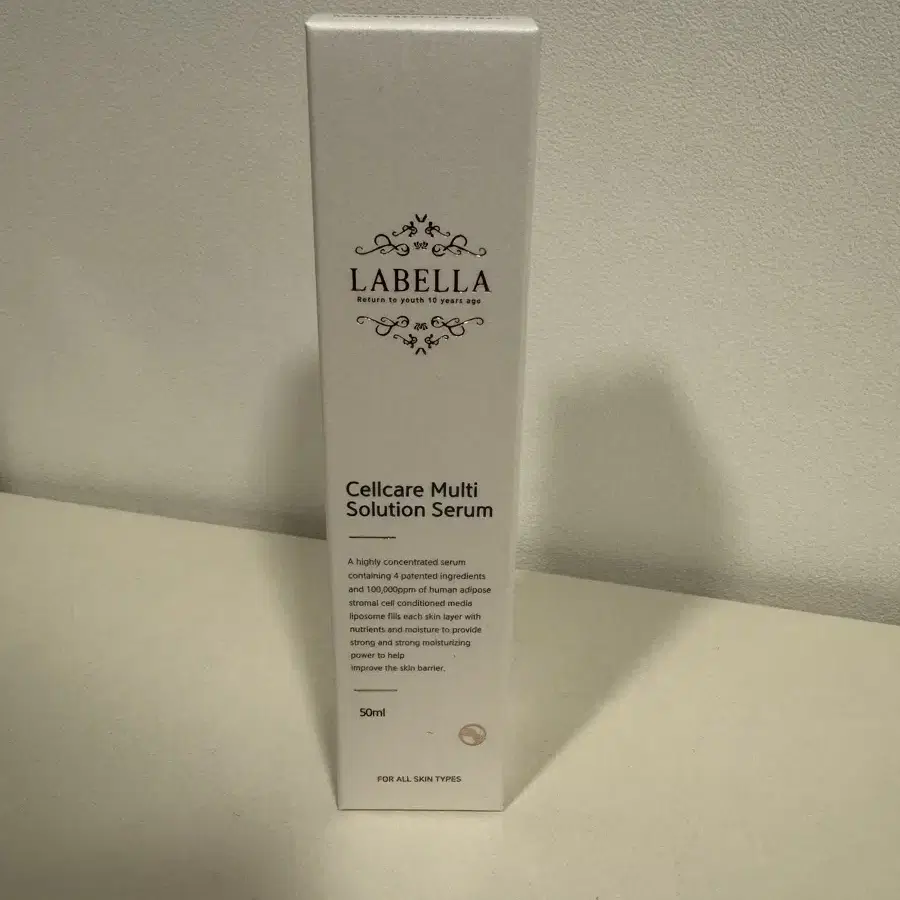 LABELLA
Return to youth 10 years ago
Cellcare Multi
Solution Serum
A highly concentrated serum
containing 4 patented ingredients
and 100,000ppm of human adipose
stromal cell conditioned media
liposome fills each skin layer with
nutrients and moisture to provide
strong and strong moisturizing
power to help
improve the skin barrier.
50ml
FOR ALL SKIN TYPES